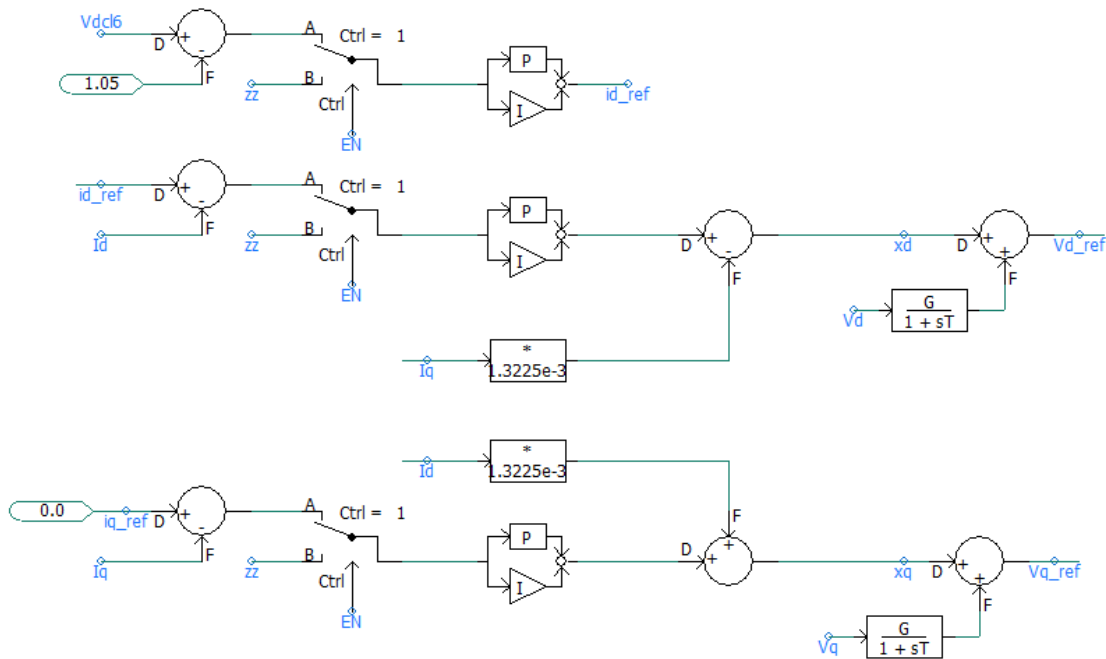 Vdcl6
D
+
-
F
1.05
A
Ctrl = 1
B
zz
Ctrl
EN
P
I
id_ref
id_ref
D
+
-
F
Id
A
Ctrl = 1
B
zz
Ctrl
EN
P
I
D
+
-
F
xd
D
+
+
F
Vd_ref
Vd
G
1 + sT
Iq
*
1.3225e-3
Id
*
1.3225e-3
0.0
iq_ref
D
+
-
F
Iq
A
Ctrl = 1
B
zz
Ctrl
EN
P
I
D
+
+
F
xq
D
+
+
F
Vq_ref
Vq
G
1 + sT